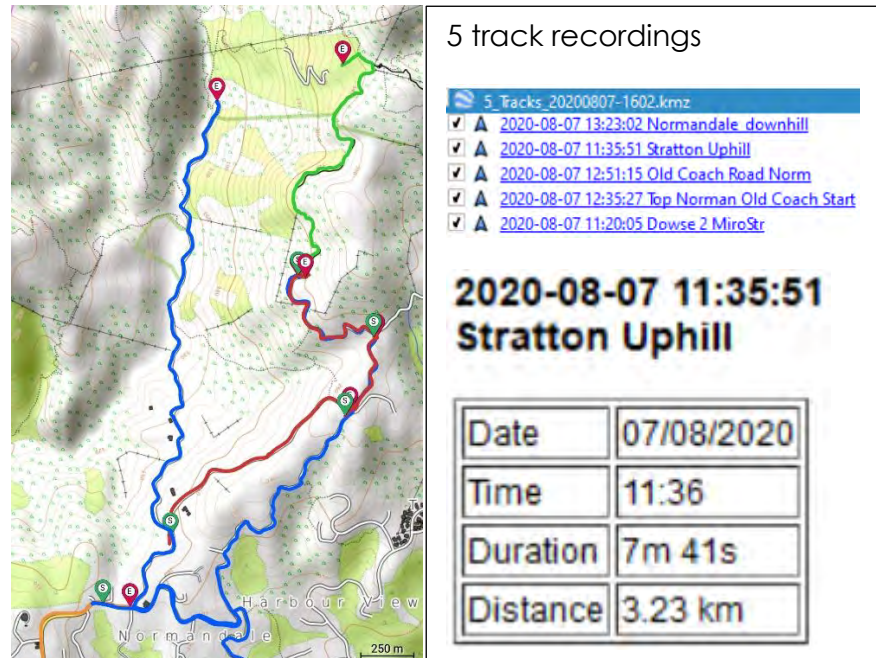 E
E
S
E
S
S
S
S
E
T
Harbour View
Normandale
250 m
5 track recordings
5_Tracks_20200807-1602.kmz
2020-08-07 13:23:02 Normandale_downhill
2020-08-07 11:35:51 Stratton Uphill
2020-08-07 12:51:15 Old Coach Road Norm
2020-08-07 12:35:27 Top Norman Old Coach Start
2020-08-07 11:20:05 Dowse 2 MiroStr
2020-08-07 11:35:51
Stratton Uphill
Date 07/08/2020
Time 11:36
Duration 7m 41s
Distance 3.23 km